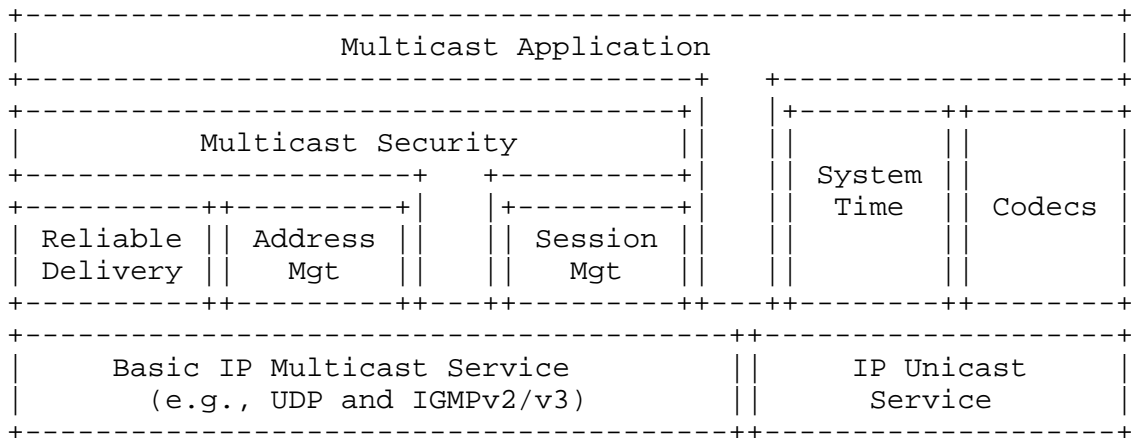 Multicast Application
Multicast Security
System
Time
Codecs
Reliable
Delivery
Address
Mgt
Session
Mgt
Basic IP Multicast Service
(e.g., UDP and IGMPv2/v3)
IP Unicast
Service